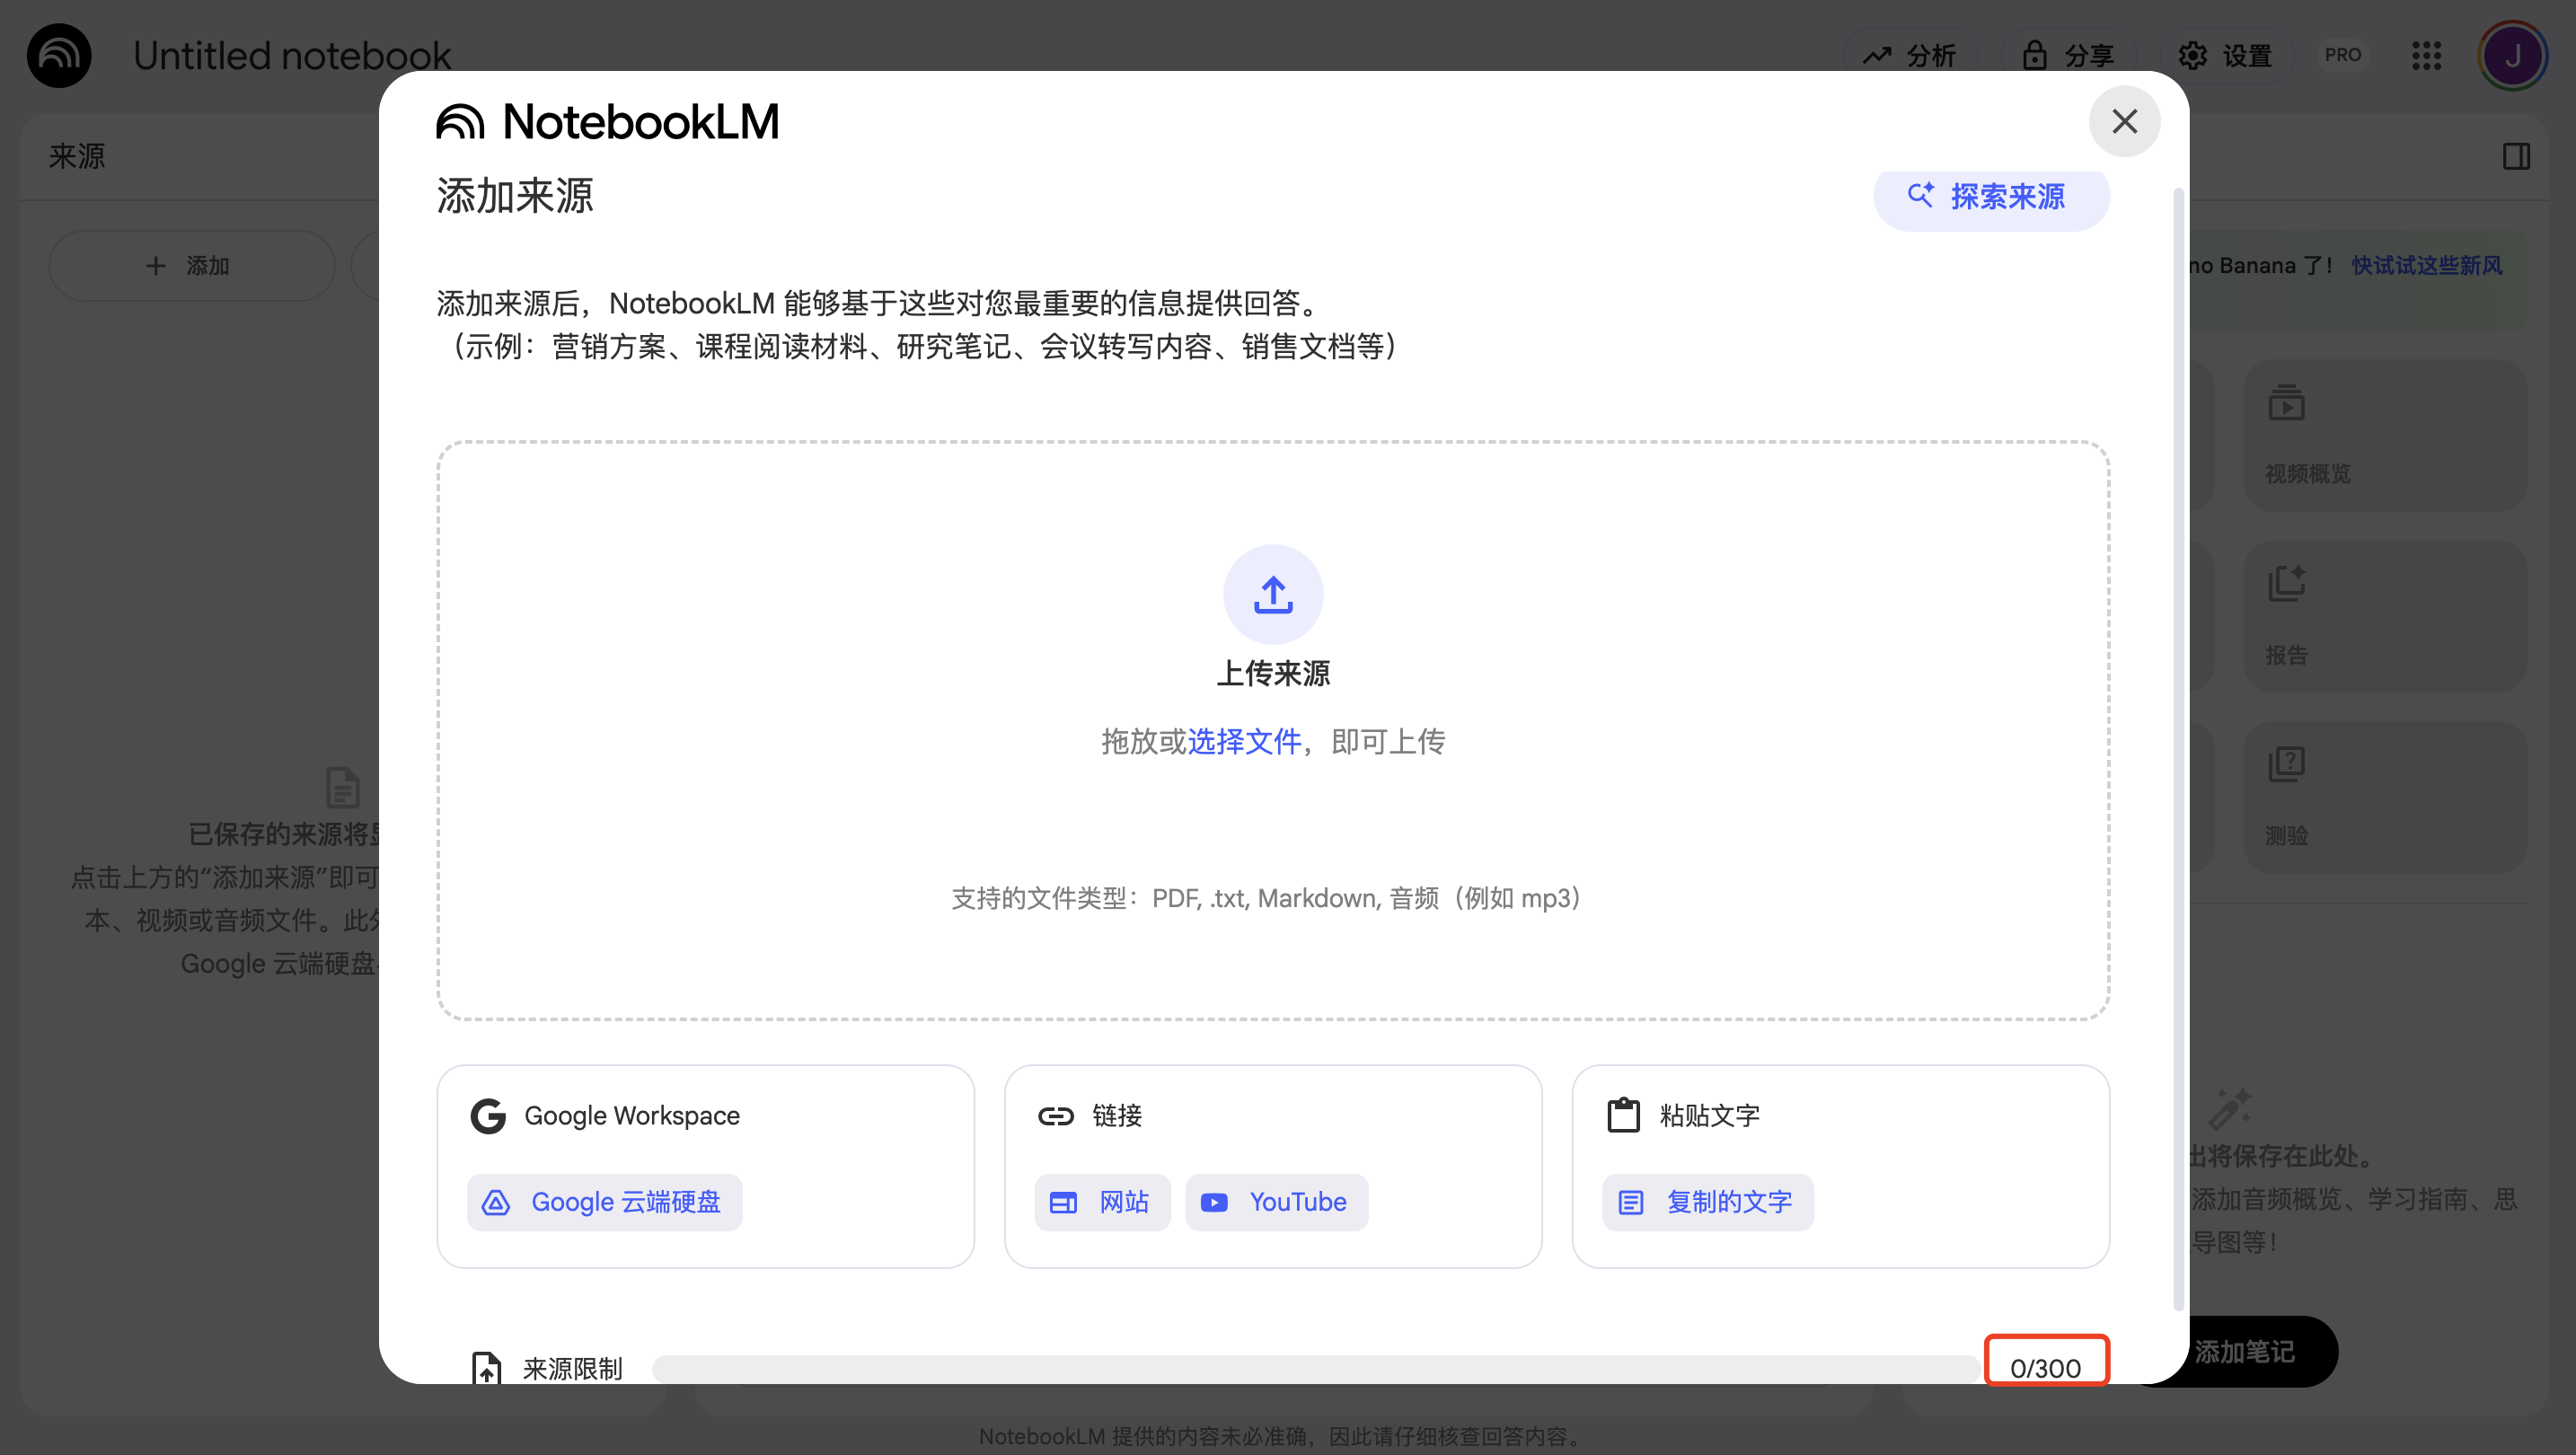 Untitled notebook
分析
分享
设置
PRO
J
NotebookLM
来源
添加来源
探索来源
添加
no Banana 了！ 快试试这些新风
添加来源后，NotebookLM 能够基于这些对您最重要的信息提供回答。
（示例：营销方案、课程阅读材料、研究笔记、会议转写内容、销售文档等）
视频概览
上传来源
拖放或选择文件，即可上传
报告
已保存的来源将
测验
点击上方的“添加来源”即可
支持的文件类型：PDF, .txt, Markdown, 音频（例如 mp3）
本、视频或音频文件。此
Google 云端硬盘
Google Workspace
链接
粘贴文字
Google 云端硬盘
网站
YouTube
复制的文字
出将保存在此处。
添加音频概览、学习指南、思
导图等！
来源限制
0/300
添加笔记
NotebookLM 提供的内容未必准确，因此请仔细核查回答内容。